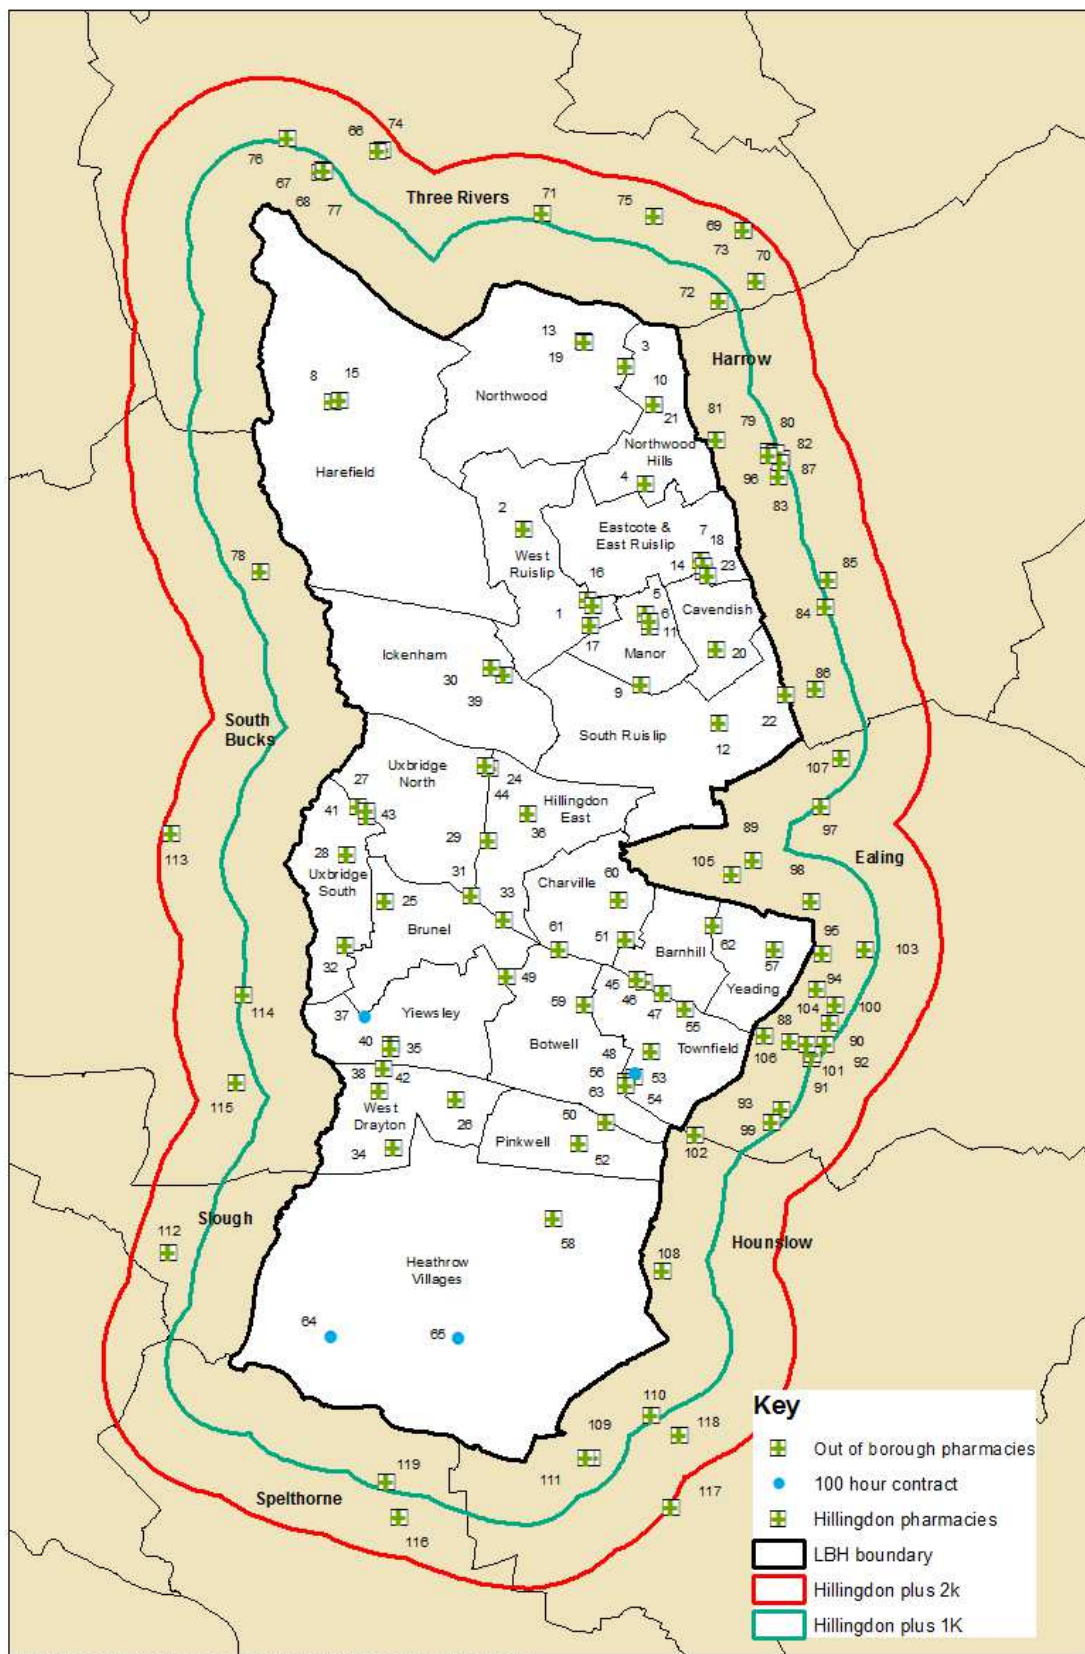 74
66
76
67
68
77
Three Rivers
71
75
69
73
70
72
13
19
3
Harrow
8
15
Northwood
10
21
81
79
80
82
87
96
83
Northwood
Hills
4
Harefield
2
Eastcote &
East Ruislip
7
18
West
Ruislip
14
23
78
16
85
5
84
1
6
Cavendish
11
17
Manor
20
Ickenham
30
39
9
86
22
South
Bucks
South Ruislip
12
107
Uxbridge
North
27
24
44
Hillingdon
East
41
43
36
97
29
89
113
28
105
Ealing
Uxbridge
South
31
33
Charville
60
98
25
Brunel
61
51
Barnhill
62
95
57
103
32
49
45
94
46
Yeading
37
Yiewsley
59
47
55
104
100
114
40
35
Botwell
88
48
Townfield
106
90
101
92
38
42
56
53
63
54
91
115
West
Drayton
26
50
93
99
34
Pinkwell
52
102
Slough
112
58
Hounslow
108
Heathrow
Villages
64
65
110
109
118
111
119
Spelthorne
117
116
Key
Out of borough pharmacies
100 hour contract
Hillingdon pharmacies
LBH boundary
Hillingdon plus 2k
Hillingdon plus 1K